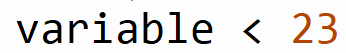 variable < 23